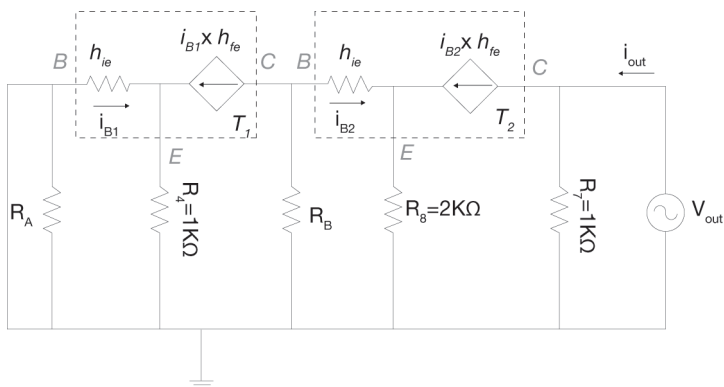 i_B1 x h_fe
i_B2 x h_fe
B
h_ie
C
B
h_ie
C
i_out
i_B1
T_1
i_B2
T_2
E
E
R_A
R_4=1KΩ
R_B
R_8=2KΩ
R_7=1KΩ
V_out